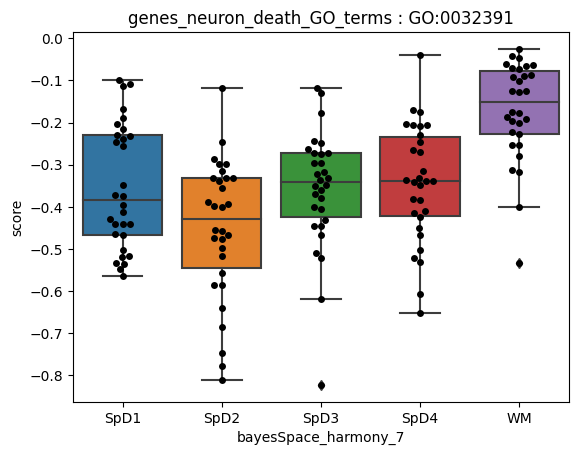 genes_neuron_death_GO_terms : GO:0032391
score
0.0
−0.1
−0.2
−0.3
−0.4
−0.5
−0.6
−0.7
−0.8
SpD1 SpD2 SpD3 SpD4 WM
bayesSpace_harmony_7